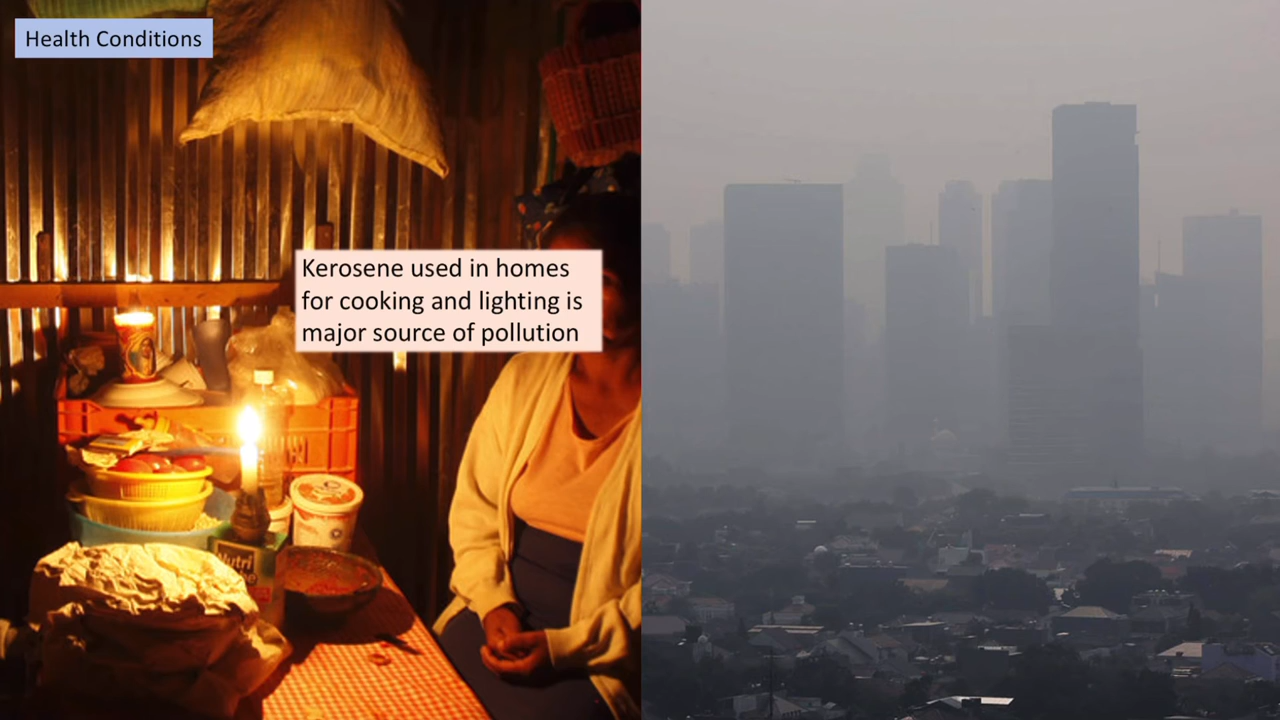 Health Conditions
Kerosene used in homes
for cooking and lighting is
major source of pollution
Nutri